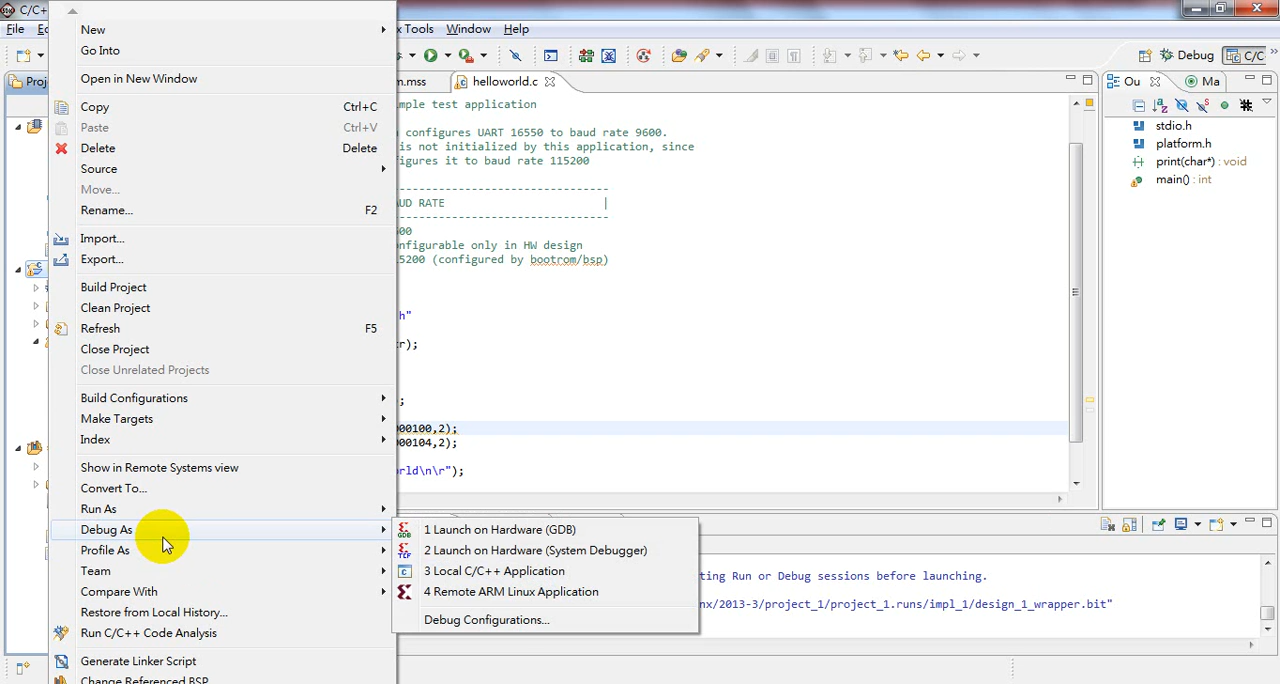 C/C+
File
x Tools
Window
Help
Debug
C/C
Proj
m.mss
helloworld.c
Ou
Ma
New
Go Into
Open in New Window
Copy Ctrl+C
Paste Ctrl+V
Delete Delete
Source
Move...
Rename... F2
Import...
Export...
Build Project
Clean Project
Refresh F5
Close Project
Close Unrelated Projects
Build Configurations
Make Targets
Index
Show in Remote Systems view
Convert To...
Run As
Debug As
Profile As
Team
Compare With
Restore from Local History...
Run C/C++ Code Analysis
Generate Linker Script
Change Referenced BSP
1 Launch on Hardware (GDB)
2 Launch on Hardware (System Debugger)
3 Local C/C++ Application
4 Remote ARM Linux Application
Debug Configurations...
mple test application
n configures UART 16550 to baud rate 9600.
is not initialized by this application, since
igures it to baud rate 115200
-----------------------------
AUD RATE |
-----------------------------
00
nfigurable only in HW design
5200 (configured by bootrom/bsp)
h"
r);
;
00100,2);
00104,2);
rld\n\r");
stdio.h
platform.h
print(char*) : void
main() : int
ting Run or Debug sessions before launching.
nx/2013-3/project_1/project_1.runs/impl_1/design_1_wrapper.bit"